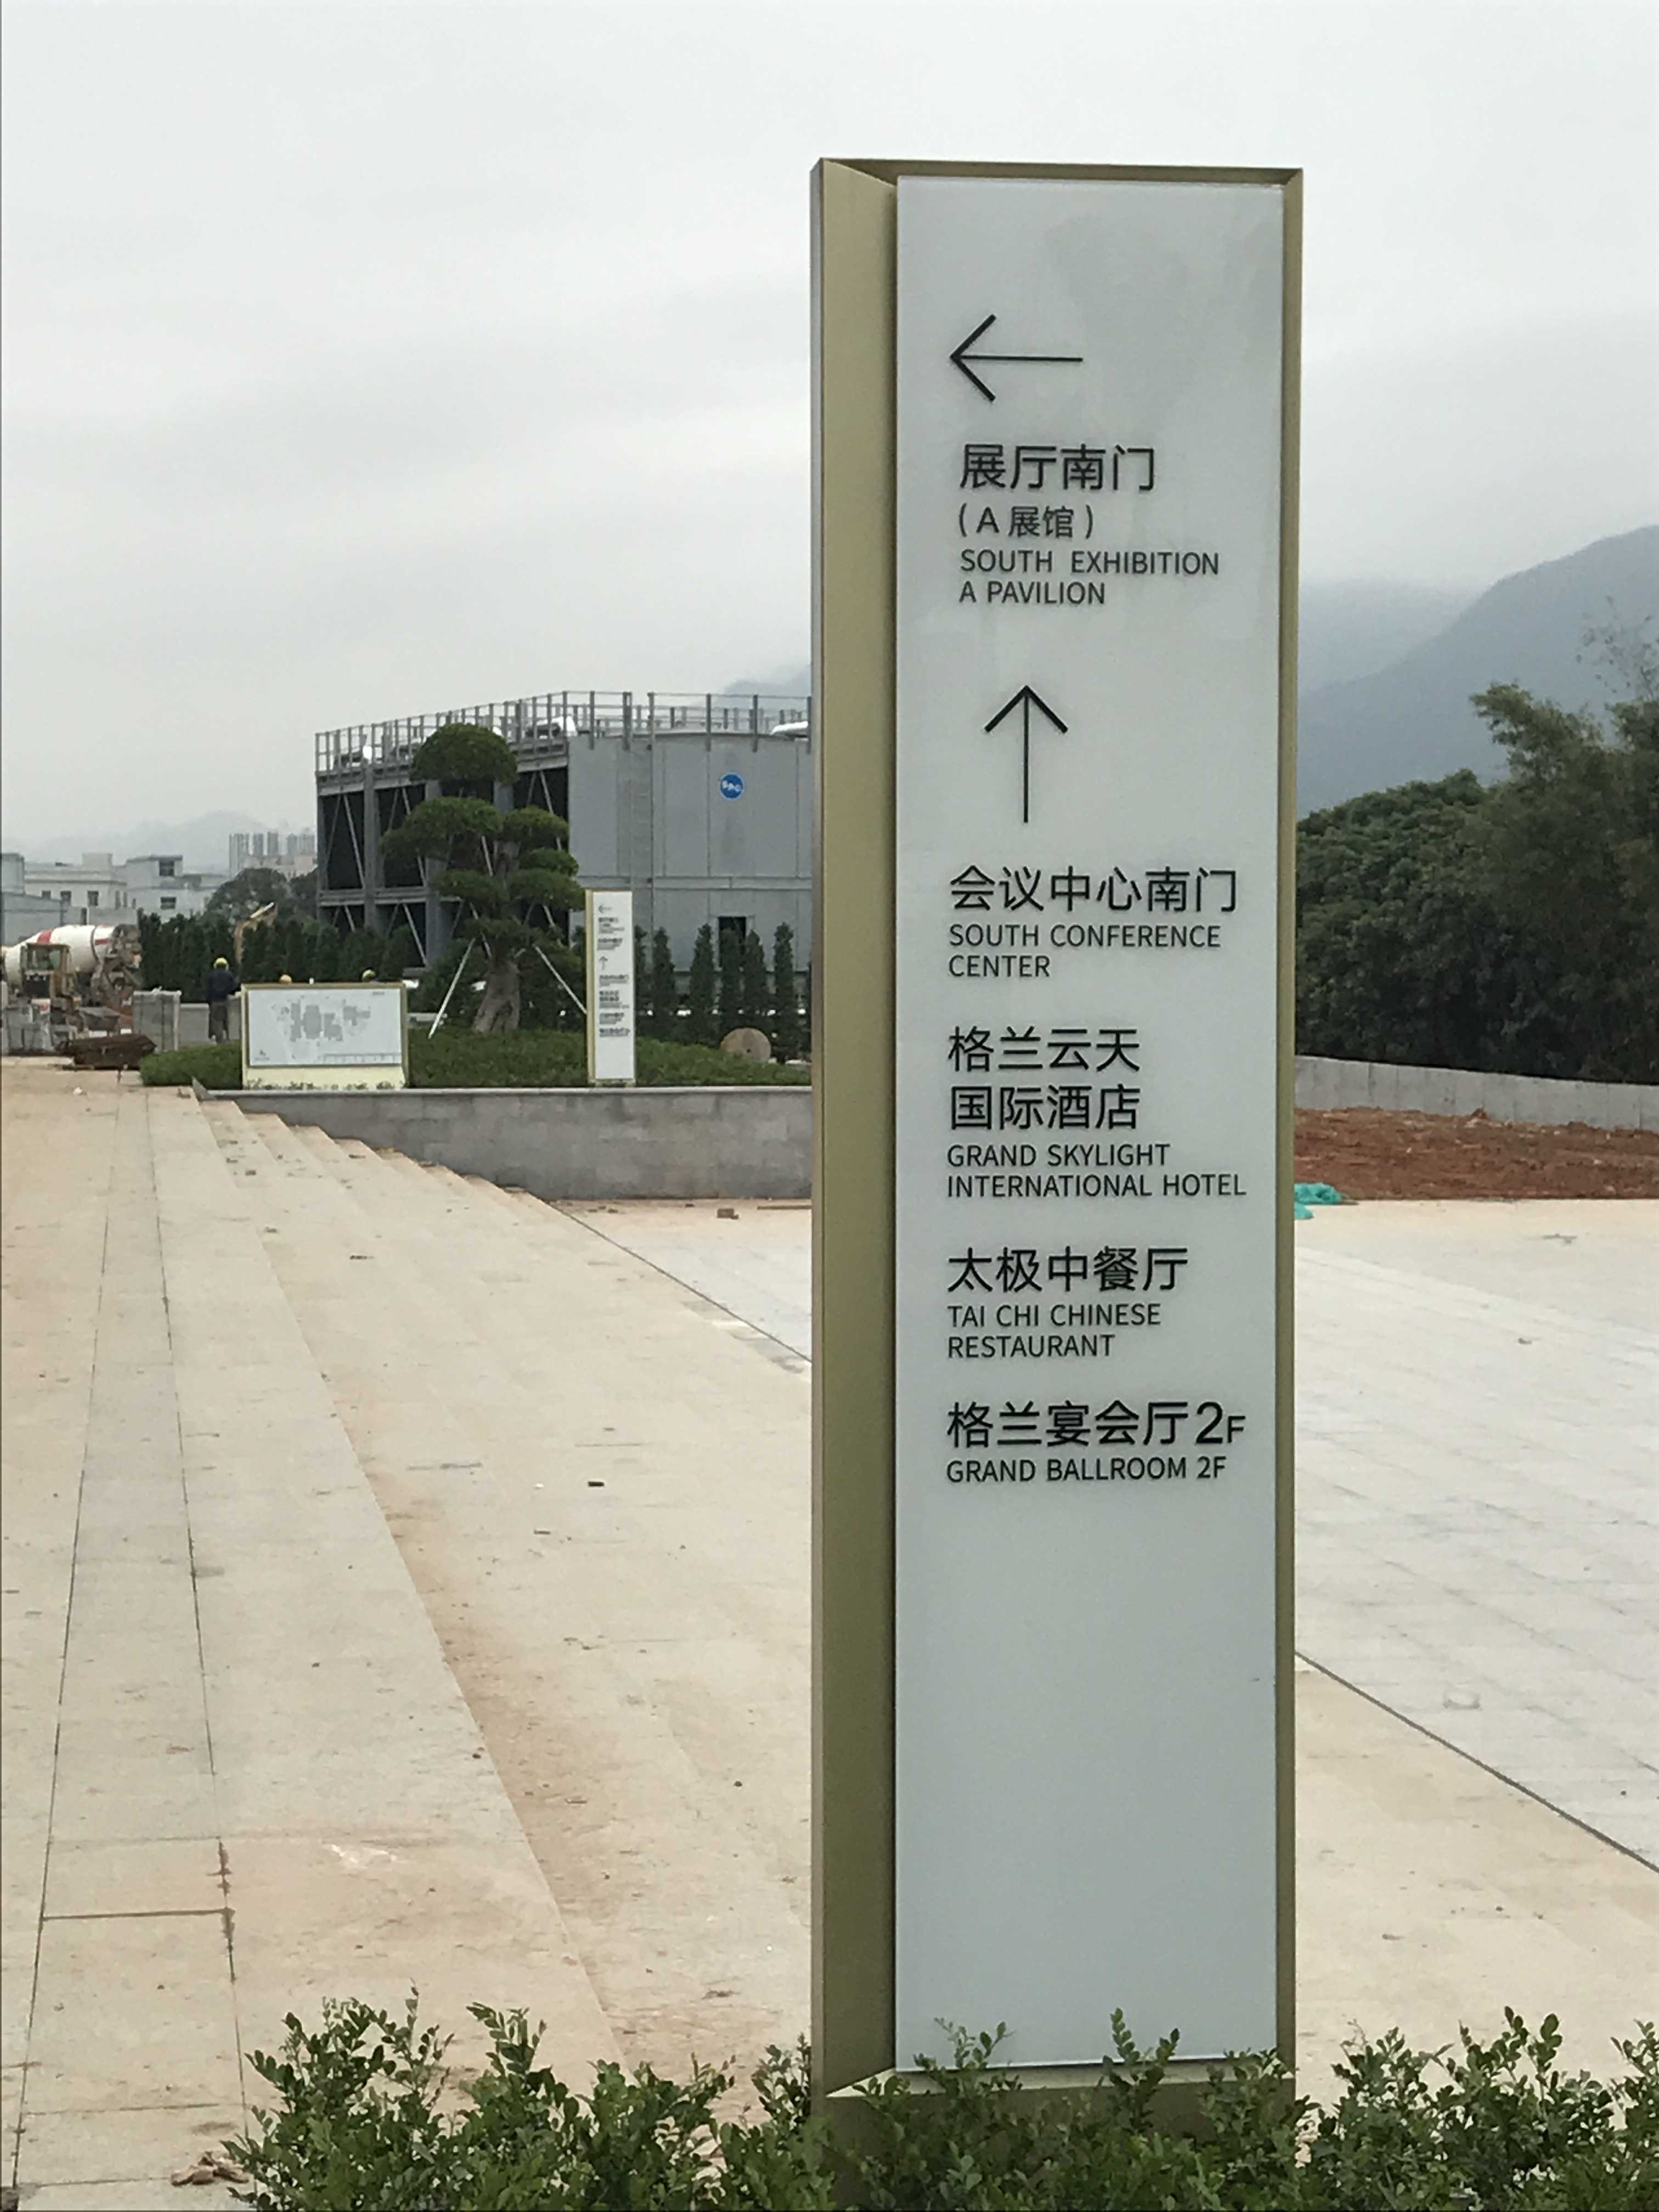 展厅南门
(A展馆)
SOUTH EXHIBITION
A PAVILION
会议中心南门
SOUTH CONFERENCE
CENTER
格兰云天
国际酒店
GRAND SKYLIGHT
INTERNATIONAL HOTEL
太极中餐厅
TAI CHI CHINESE
RESTAURANT
格兰宴会厅2F
GRAND BALLROOM 2F